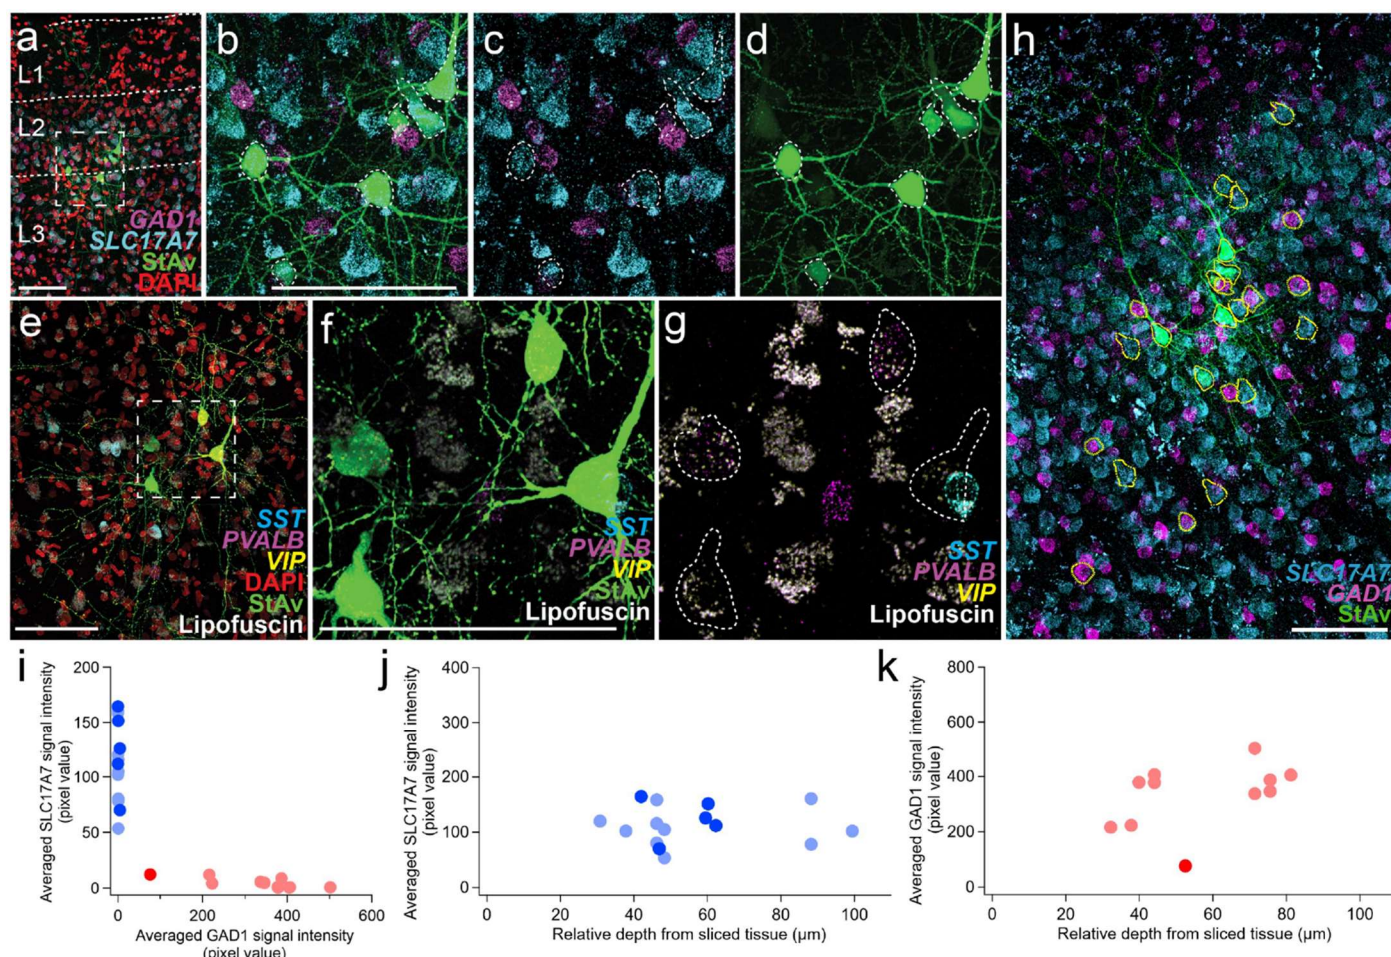 a
L1
L2
L3
GAD1
SLC17A7
StAv
DAPI
b
c
d
h
SLC17A7
GAD1
StAv
e
SST
PVALB
VIP
DAPI
StAv
Lipofuscin
f
SST
PVALB
VIP
StAv
Lipofuscin
g
SST
PVALB
VIP
Lipofuscin
i
Averaged SLC17A7 signal intensity
(pixel value)
200
150
100
50
0
0 200 400 600
Averaged GAD1 signal intensity
(pixel value)
j
Averaged SLC17A7 signal intensity
(pixel value)
400
300
200
100
0
0 20 40 60 80 100
Relative depth from sliced tissue (µm)
k
Averaged GAD1 signal intensity
(pixel value)
800
600
400
200
0
0 20 40 60 80 100
Relative depth from sliced tissue (µm)